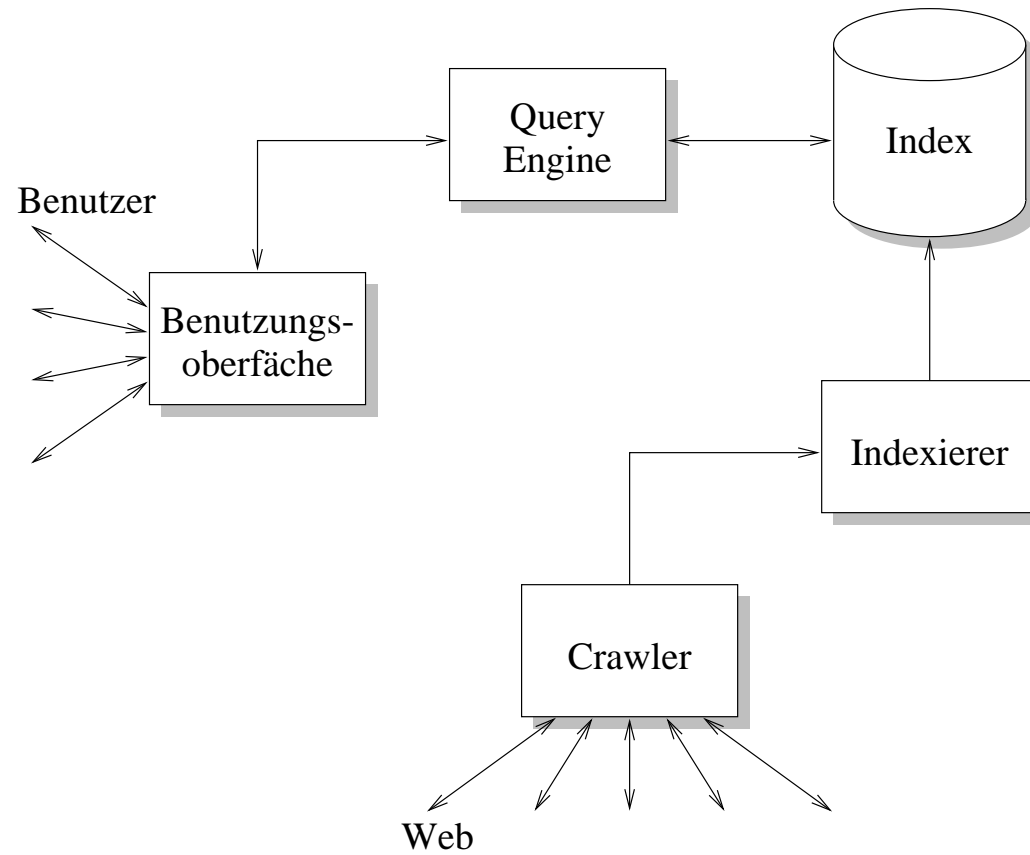 Query
Engine
Index
Benutzer
Benutzungs-
oberfäche
Indexierer
Crawler
Web